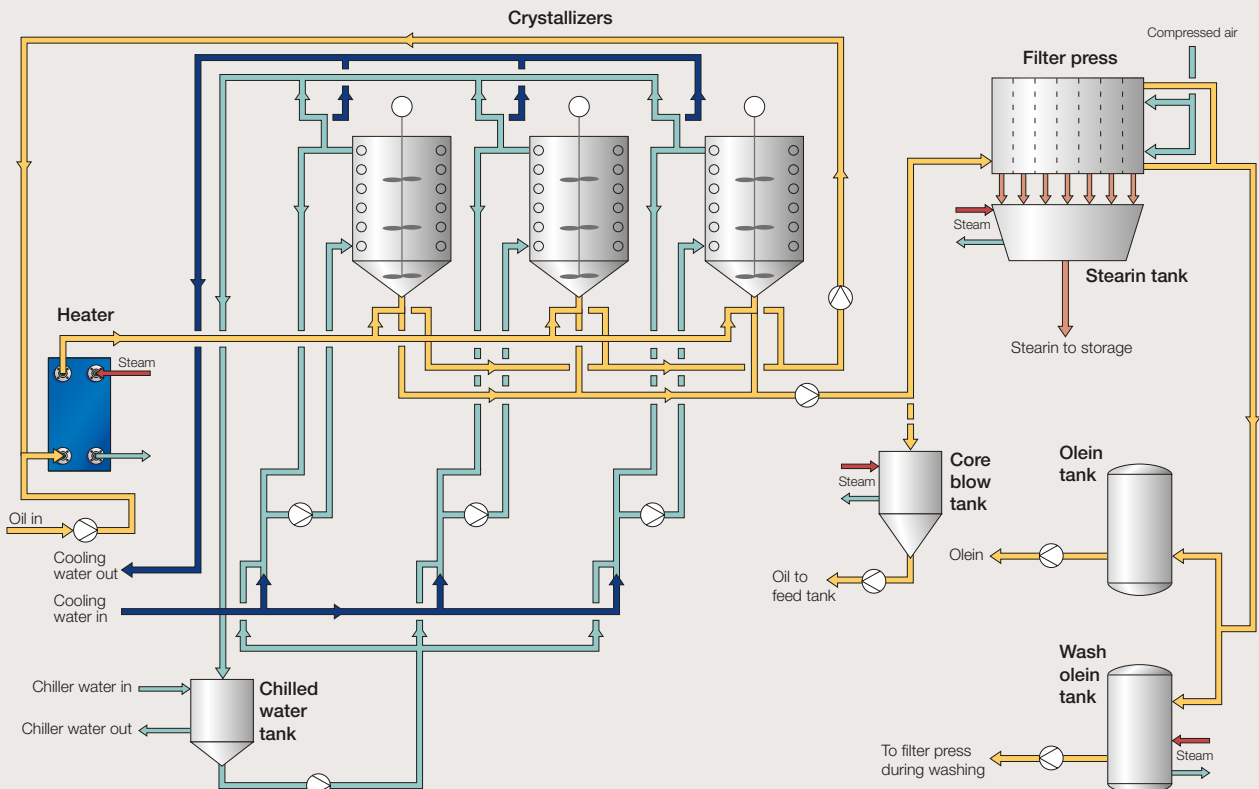 Crystallizers
Compressed air
Filter press
Steam
Stearin tank
Stearin to storage
Heater
Steam
Core
blow
tank
Steam
Olein
tank
Oil in
Olein
Cooling
water out
Oil to
feed tank
Cooling
water in
Wash
olein
tank
Chiller water in
Chilled
water
tank
Chiller water out
Steam
To filter press
during washing